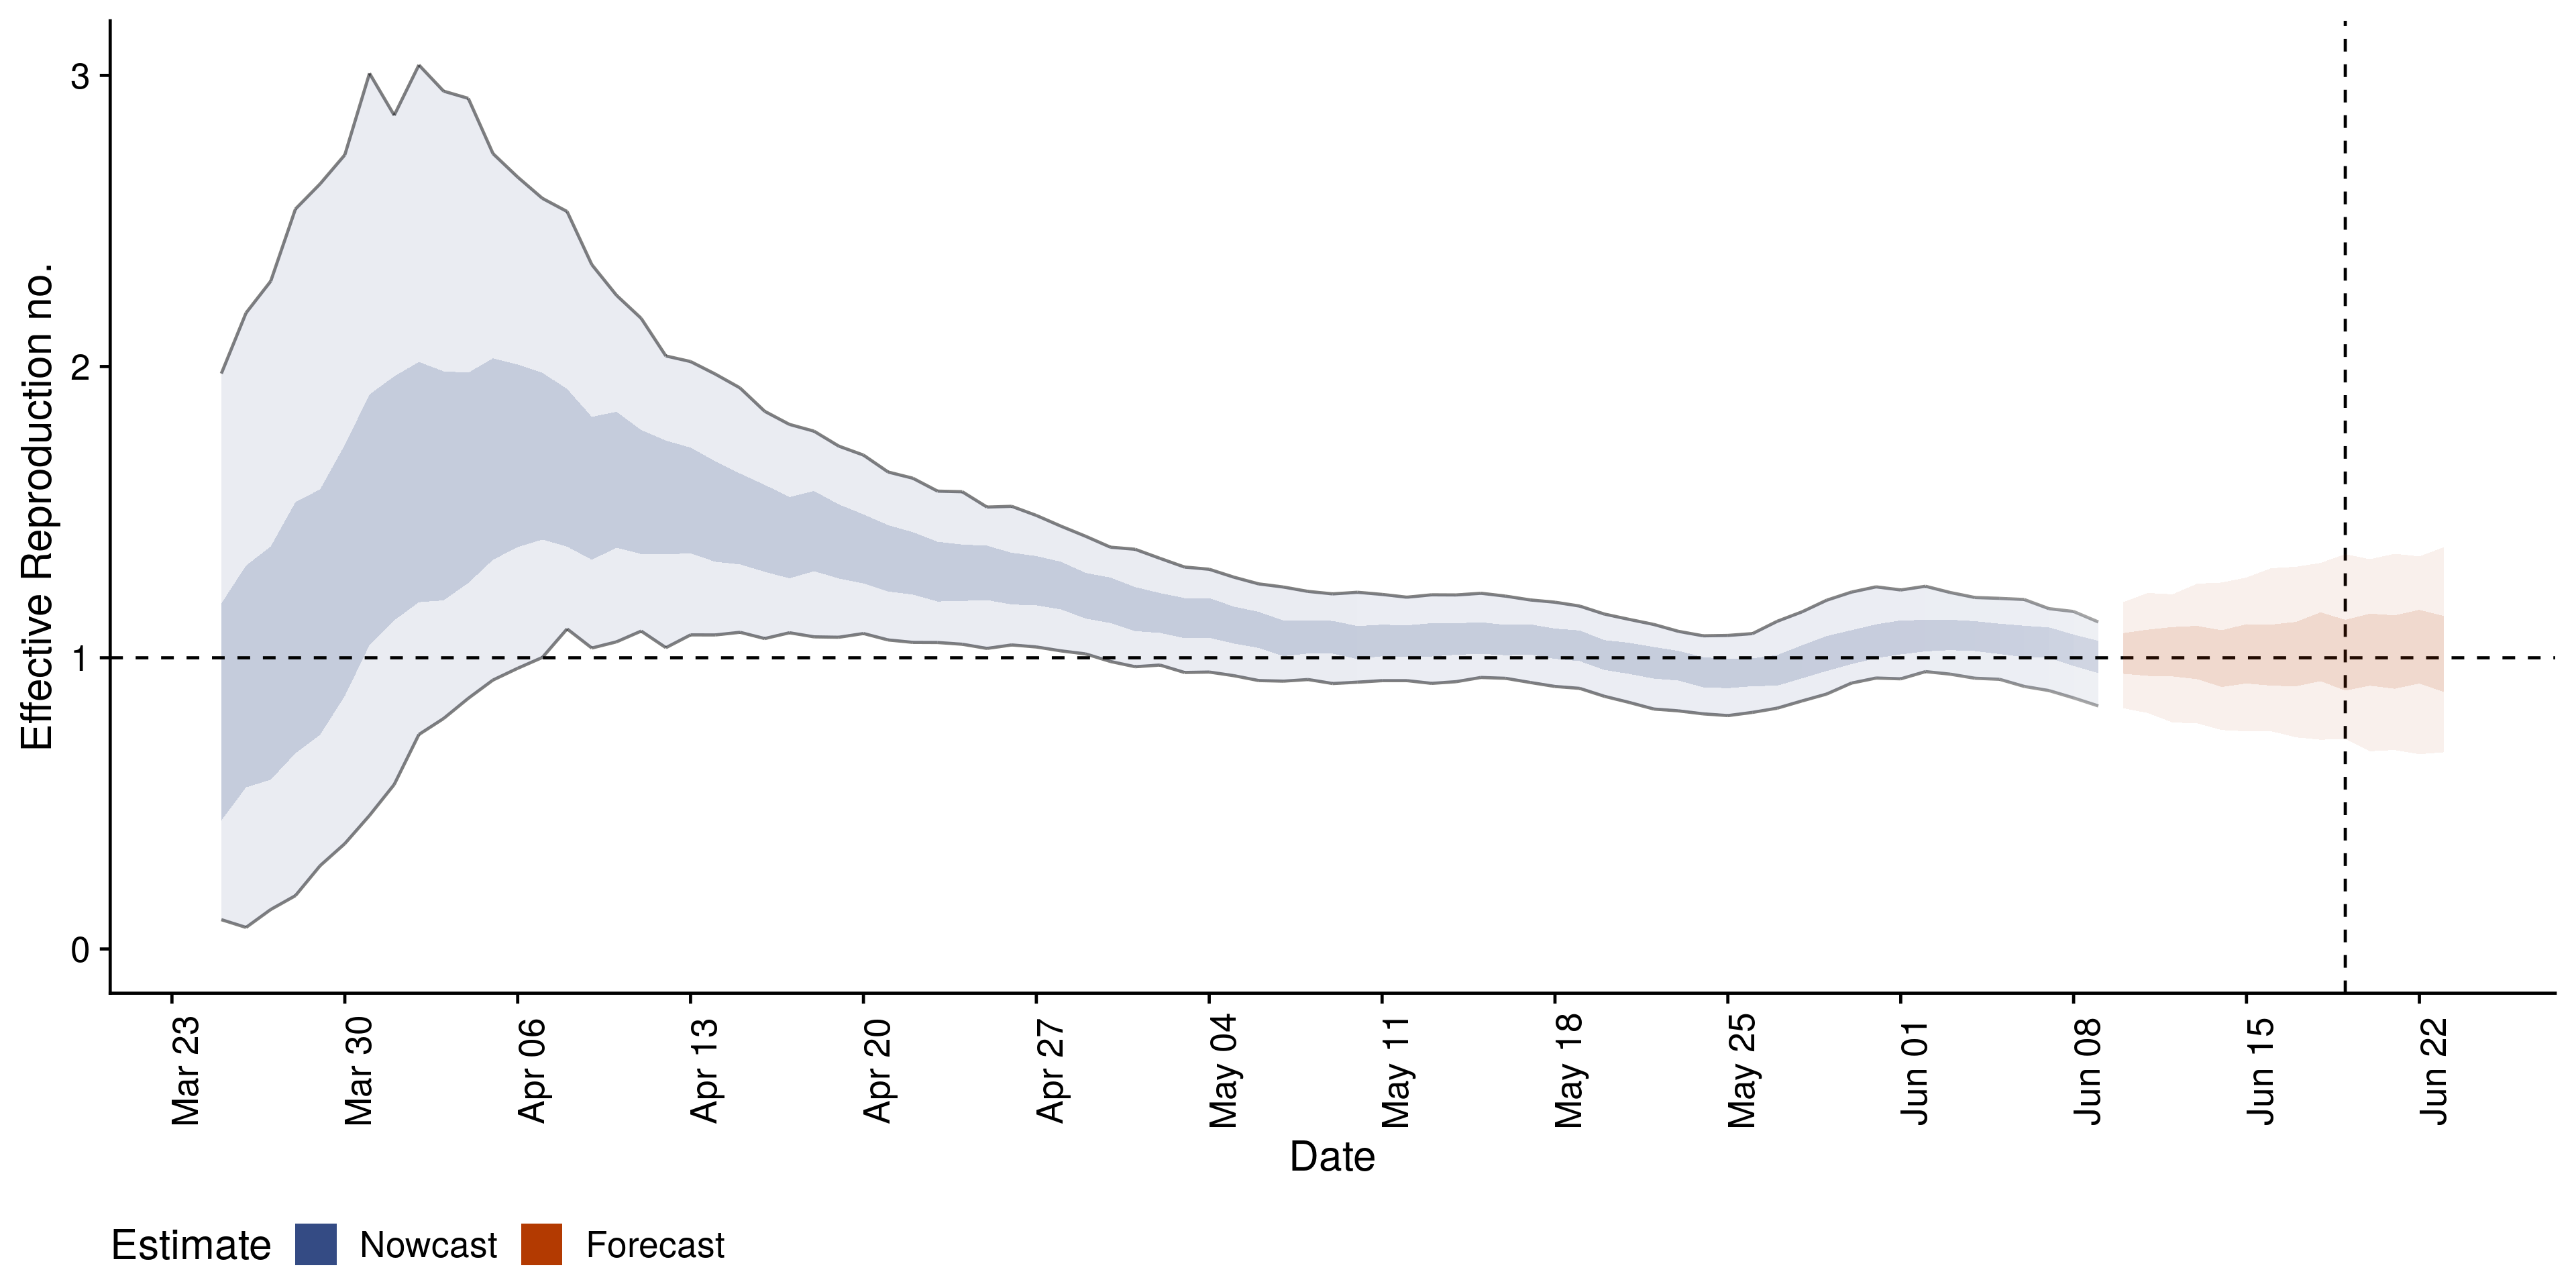 Effective Reproduction no.
3
2
1
0
Mar 23
Mar 30
Apr 06
Apr 13
Apr 20
Apr 27
May 04
May 11
May 18
May 25
Jun 01
Jun 08
Jun 15
Jun 22
Date
Estimate Nowcast Forecast